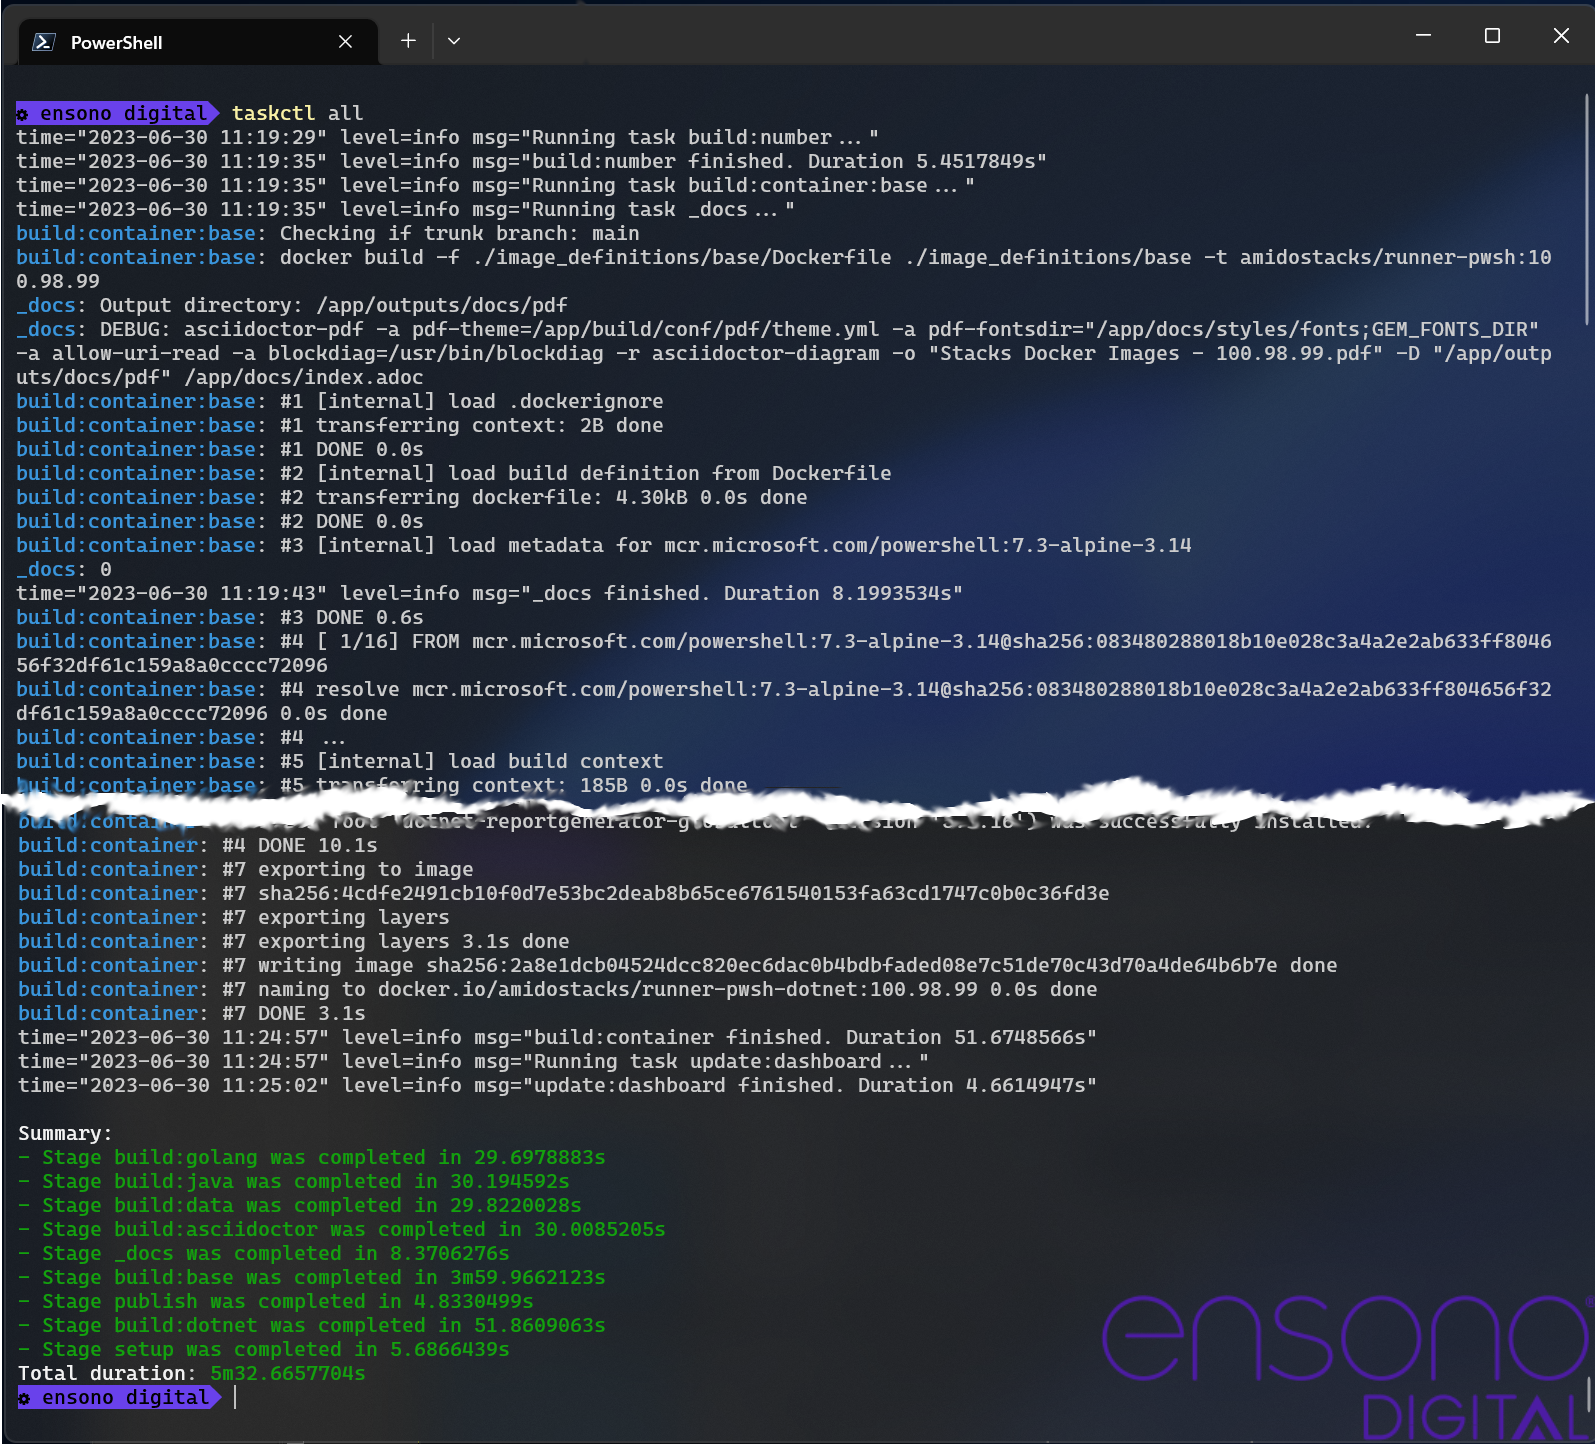 PowerShell
ensono digital taskctl all
time="2023-06-30 11:19:29" level=info msg="Running task build:number..."
time="2023-06-30 11:19:35" level=info msg="build:number finished. Duration 5.4517849s"
time="2023-06-30 11:19:35" level=info msg="Running task build:container:base..."
time="2023-06-30 11:19:35" level=info msg="Running task _docs..."
build:container:base: Checking if trunk branch: main
build:container:base: docker build -f ./image_definitions/base/Dockerfile ./image_definitions/base -t amidostacks/runner-pwsh:10
0.98.99
_docs: Output directory: /app/outputs/docs/pdf
_docs: DEBUG: asciidoctor-pdf -a pdf-theme=/app/build/conf/pdf/theme.yml -a pdf-fontsdir="/app/docs/styles/fonts;GEM_FONTS_DIR"
-a allow-uri-read -a blockdiag=/usr/bin/blockdiag -r asciidoctor-diagram -o "Stacks Docker Images - 100.98.99.pdf" -D "/app/outp
uts/docs/pdf" /app/docs/index.adoc
build:container:base: #1 [internal] load .dockerignore
build:container:base: #1 transferring context: 2B done
build:container:base: #1 DONE 0.0s
build:container:base: #2 [internal] load build definition from Dockerfile
build:container:base: #2 transferring dockerfile: 4.30kB 0.0s done
build:container:base: #2 DONE 0.0s
build:container:base: #3 [internal] load metadata for mcr.microsoft.com/powershell:7.3-alpine-3.14
_docs: 0
time="2023-06-30 11:19:43" level=info msg="_docs finished. Duration 8.1993534s"
build:container:base: #3 DONE 0.6s
build:container:base: #4 [ 1/16] FROM mcr.microsoft.com/powershell:7.3-alpine-3.14@sha256:083480288018b10e028c3a4a2e2ab633ff8046
56f32df61c159a8a0cccc72096
build:container:base: #4 resolve mcr.microsoft.com/powershell:7.3-alpine-3.14@sha256:083480288018b10e028c3a4a2e2ab633ff804656f32
df61c159a8a0cccc72096 0.0s done
build:container:base: #4 ...
build:container:base: #5 [internal] load build context
build:container:base: #5 transferring context: 185B 0.0s done
was successfully installed.
build:container: #4 DONE 10.1s
build:container: #7 exporting to image
build:container: #7 sha256:4cdfe2491cb10f0d7e53bc2deab8b65ce6761540153fa63cd1747c0b0c36fd3e
build:container: #7 exporting layers
build:container: #7 exporting layers 3.1s done
build:container: #7 writing image sha256:2a8e1dcb04524dcc820ec6dac0b4bdbfaded08e7c51de70c43d70a4de64b6b7e done
build:container: #7 naming to docker.io/amidostacks/runner-pwsh-dotnet:100.98.99 0.0s done
build:container: #7 DONE 3.1s
time="2023-06-30 11:24:57" level=info msg="build:container finished. Duration 51.6748566s"
time="2023-06-30 11:24:57" level=info msg="Running task update:dashboard..."
time="2023-06-30 11:25:02" level=info msg="update:dashboard finished. Duration 4.6614947s"
Summary:
- Stage build:golang was completed in 29.6978883s
- Stage build:java was completed in 30.194592s
- Stage build:data was completed in 29.8220028s
- Stage build:asciidoctor was completed in 30.0085205s
- Stage _docs was completed in 8.3706276s
- Stage build:base was completed in 3m59.9662123s
- Stage publish was completed in 4.8330499s
- Stage build:dotnet was completed in 51.8609063s
- Stage setup was completed in 5.6866439s
Total duration: 5m32.6657704s
ensono digital
ensono
DIGITAL